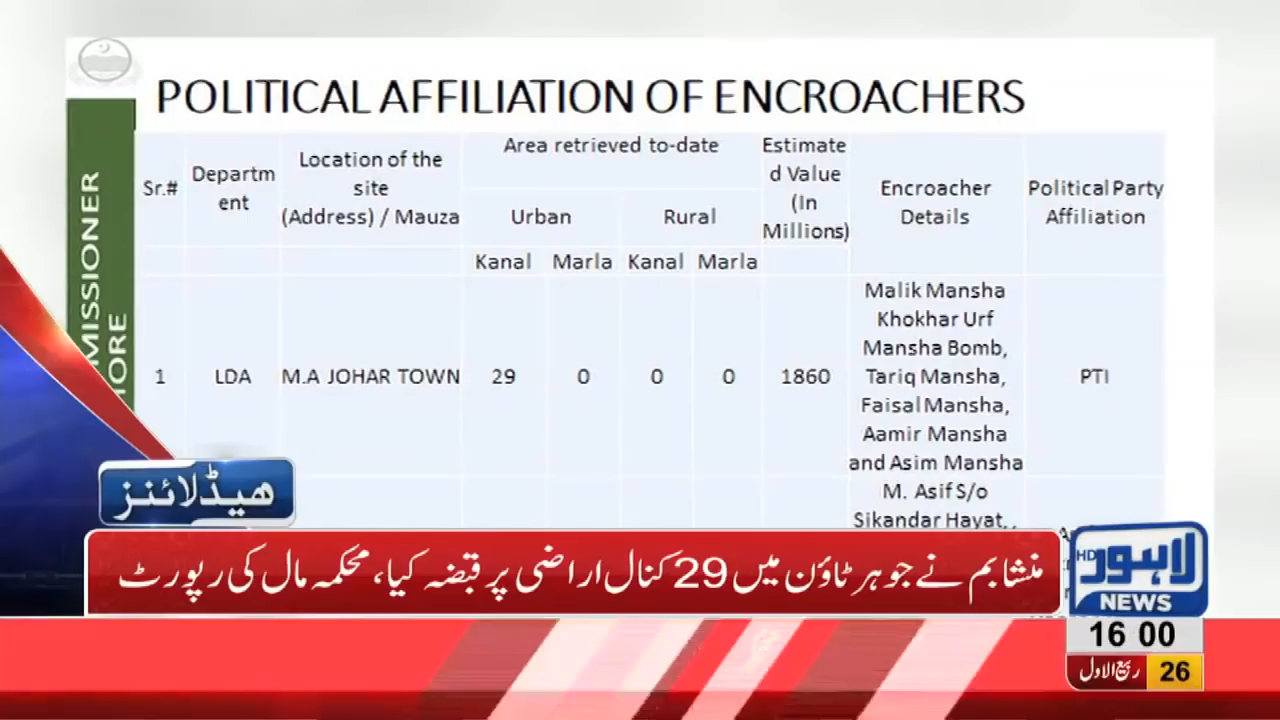 POLITICAL AFFILIATION OF ENCROACHERS
MISSIONER
HORE
Sr.# Departm ent Location of the site (Address) / Mauza Area retrieved to-date Estimate d Value (In Millions) Encroacher Details Political Party Affiliation
Urban Rural
Kanal Marla Kanal Marla
1 LDA M.A JOHAR TOWN 29 0 0 0 1860 Malik Mansha Khokhar Urf Mansha Bomb, Tariq Mansha, Faisal Mansha, Aamir Mansha and Asim Mansha PTI
M. Asif S/o
Sikandar Hayat, ,
ھیڈلائنز
منشا بم نے جوہر ٹاؤن میں 29 کنال اراضی پر قبضہ کیا، محکمہ مال کی رپورٹ
لاہور HD
NEWS
16 00
26 ربیع الاول